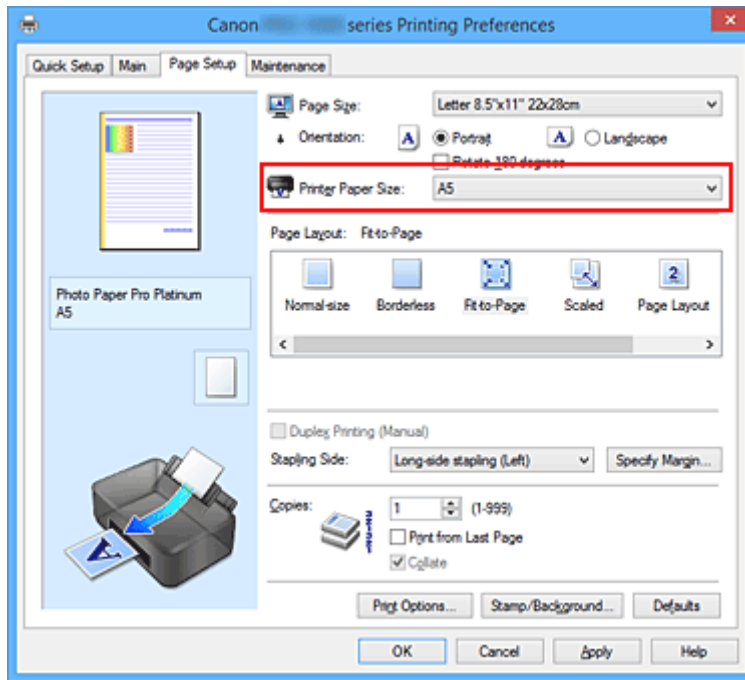 Canon series Printing Preferences
Quick Setup Main Page Setup Maintenance
Page Size: Letter 8.5"x11" 22x28cm
Orientation: A Portrait A Landscape
Rotate 180 degrees
Printer Paper Size: A5
Page Layout: Fit-to-Page
Normal-size Borderless Fit-to-Page Scaled Page Layout
2
Photo Paper Pro Platinum
A5
Duplex Printing (Manual)
Stapling Side: Long-side stapling (Left) Specify Margin...
Copies: 1 (1-999)
Print from Last Page
Collate
A
Print Options... Stamp/Background... Defaults
OK Cancel Apply Help